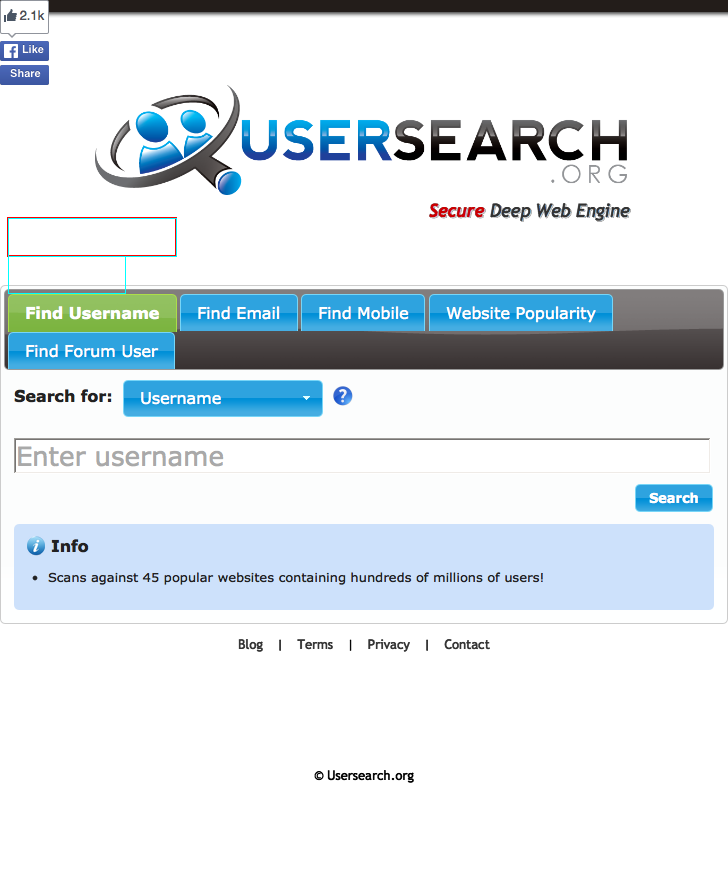 2.1k
Like
Share
USERSEARCH
.ORG
Secure Deep Web Engine
Find Username Find Email Find Mobile Website Popularity
Find Forum User
Search for: Username ?
Enter username
Search
i Info
• Scans against 45 popular websites containing hundreds of millions of users!
Blog | Terms | Privacy | Contact
© Usersearch.org